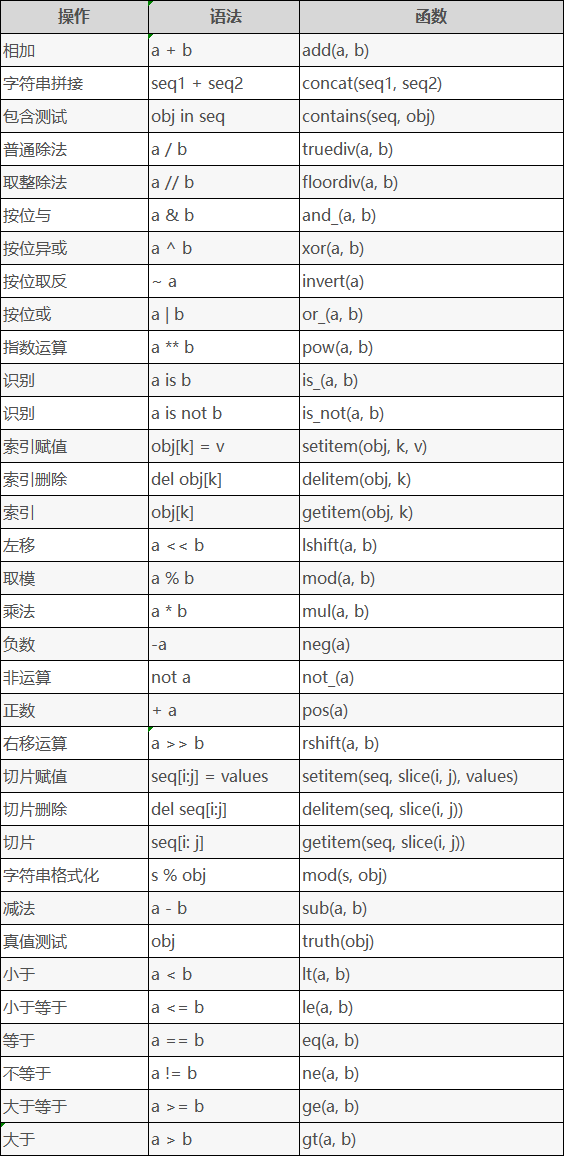 操作 语法 函数
相加 a + b add(a, b)
字符串拼接 seq1 + seq2 concat(seq1, seq2)
包含测试 obj in seq contains(seq, obj)
普通除法 a / b truediv(a, b)
取整除法 a // b floordiv(a, b)
按位与 a & b and_(a, b)
按位异或 a ^ b xor(a, b)
按位取反 ~ a invert(a)
按位或 a | b or_(a, b)
指数运算 a ** b pow(a, b)
识别 a is b is_(a, b)
识别 a is not b is_not(a, b)
索引赋值 obj[k] = v setitem(obj, k, v)
索引删除 del obj[k] delitem(obj, k)
索引 obj[k] getitem(obj, k)
左移 a << b lshift(a, b)
取模 a % b mod(a, b)
乘法 a * b mul(a, b)
负数 -a neg(a)
非运算 not a not_(a)
正数 + a pos(a)
右移运算 a >> b rshift(a, b)
切片赋值 seq[i:j] = values setitem(seq, slice(i, j), values)
切片删除 del seq[i:j] delitem(seq, slice(i, j))
切片 seq[i: j] getitem(seq, slice(i, j))
字符串格式化 s % obj mod(s, obj)
减法 a - b sub(a, b)
真值测试 obj truth(obj)
小于 a < b lt(a, b)
小于等于 a <= b le(a, b)
等于 a == b eq(a, b)
不等于 a != b ne(a, b)
大于等于 a >= b ge(a, b)
大于 a > b gt(a, b)